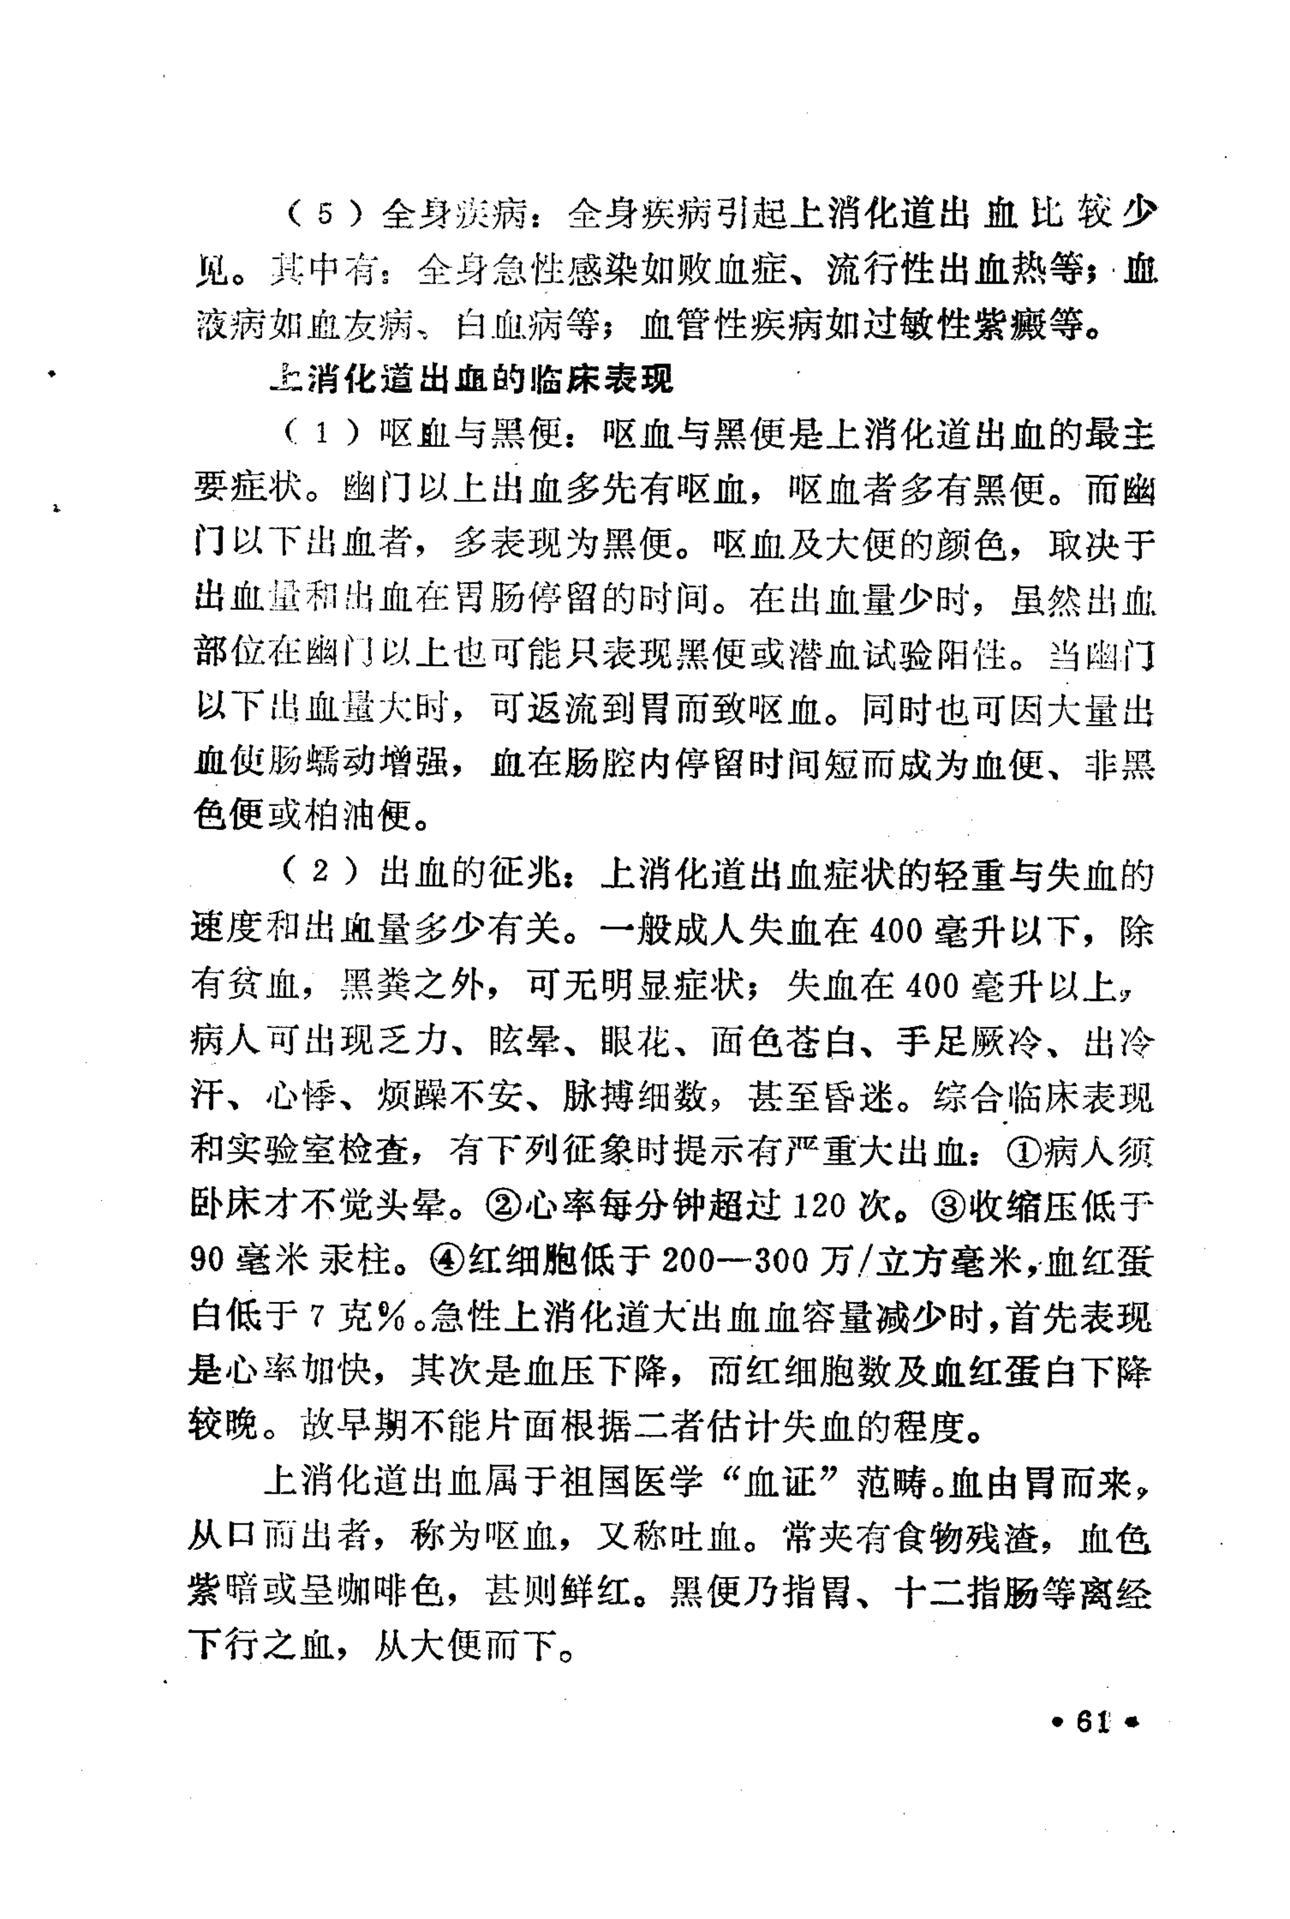 （5）全身疾病：全身疾病引起上消化道出血比较少
见。其中有：全身急性感染如败血症、流行性出血热等；血
液病如血友病、白血病等；血管性疾病如过敏性紫癜等。
上消化道出血的临床表现
（1）呕血与黑便：呕血与黑便是上消化道出血的最主
要症状。幽门以上出血多先有呕血，呕血者多有黑便。而幽
门以下出血者，多表现为黑便。呕血及大便的颜色，取决于
出血量和出血在胃肠停留的时间。在出血量少时，虽然出血
部位在幽门以上也可能只表现黑便或潜血试验阳性。当幽门
以下出血量大时，可返流到胃而致呕血。同时也可因大量出
血使肠蠕动增强，血在肠腔内停留时间短而成为血便、非黑
色便或柏油便。
（2）出血的征兆：上消化道出血症状的轻重与失血的
速度和出血量多少有关。一般成人失血在400毫升以下，除
有贫血，黑粪之外，可无明显症状；失血在400毫升以上，
病人可出现乏力、眩晕、眼花、面色苍白、手足厥冷、出冷
汗、心悸、烦躁不安、脉搏细数，甚至昏迷。综合临床表现
和实验室检查，有下列征象时提示有严重大出血：①病人须
卧床才不觉头晕。②心率每分钟超过120次。③收缩压低于
90毫米汞柱。④红细胞低于200—300万/立方毫米，血红蛋
白低于7克%。急性上消化道大出血血容量减少时，首先表现
是心率加快，其次是血压下降，而红细胞数及血红蛋白下降
较晚。故早期不能片面根据二者估计失血的程度。
上消化道出血属于祖国医学“血证”范畴。血由胃而来，
从口而出者，称为呕血，又称吐血。常夹有食物残渣，血色
紫暗或呈咖啡色，甚则鲜红。黑便乃指胃、十二指肠等离经
下行之血，从大便而下。
•61•